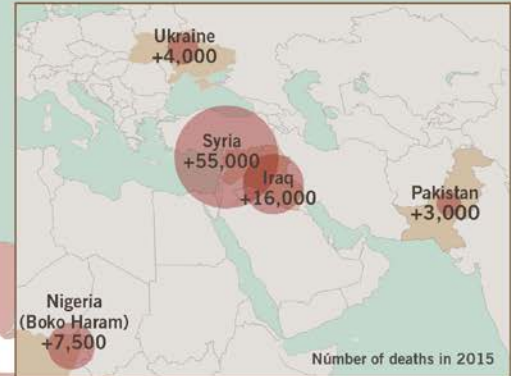 Ukraine
+4,000
Syria
+55,000
Iraq
+16,000
Pakistan
+3,000
Nigeria
(Boko Haram)
+7,500
Number of deaths in 2015